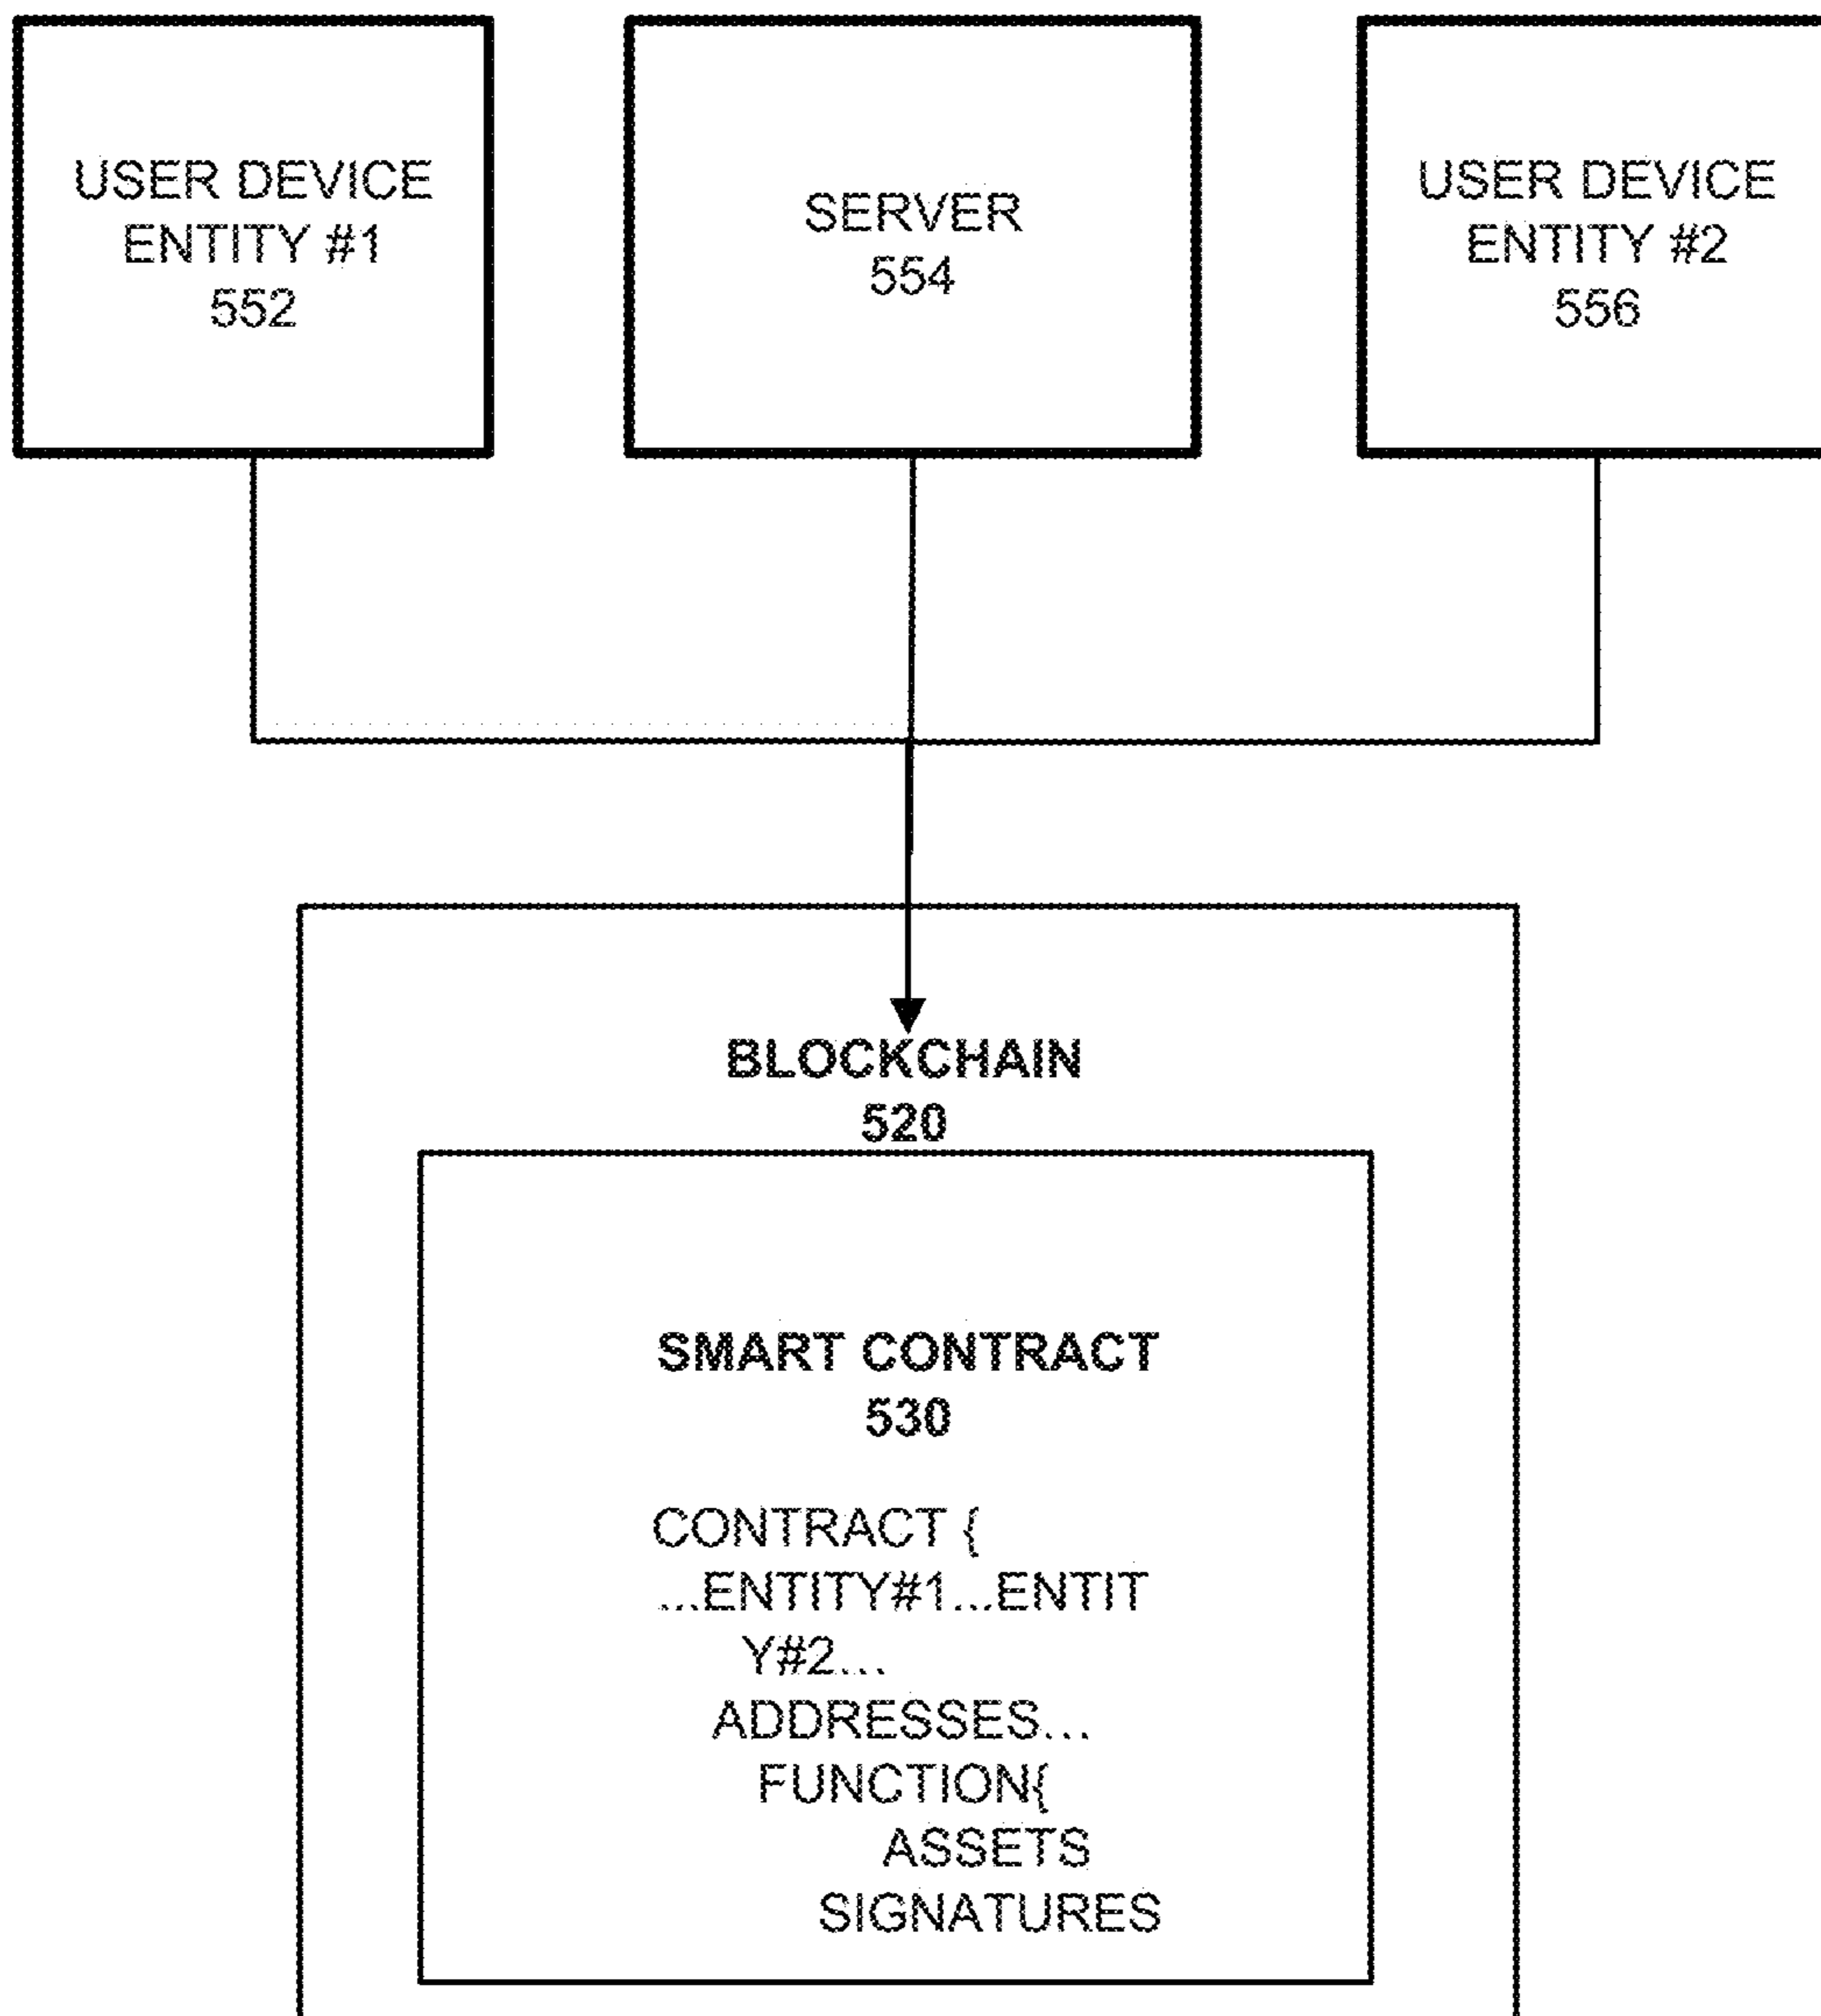 USER DEVICE
ENTITY #1
552
SERVER
554
USER DEVICE
ENTITY #2
556
BLOCKCHAIN
520
SMART CONTRACT
530
CONTRACT {
...ENTITY#1...ENTIT
Y#2...
ADDRESSES...
FUNCTION{
ASSETS
SIGNATURES